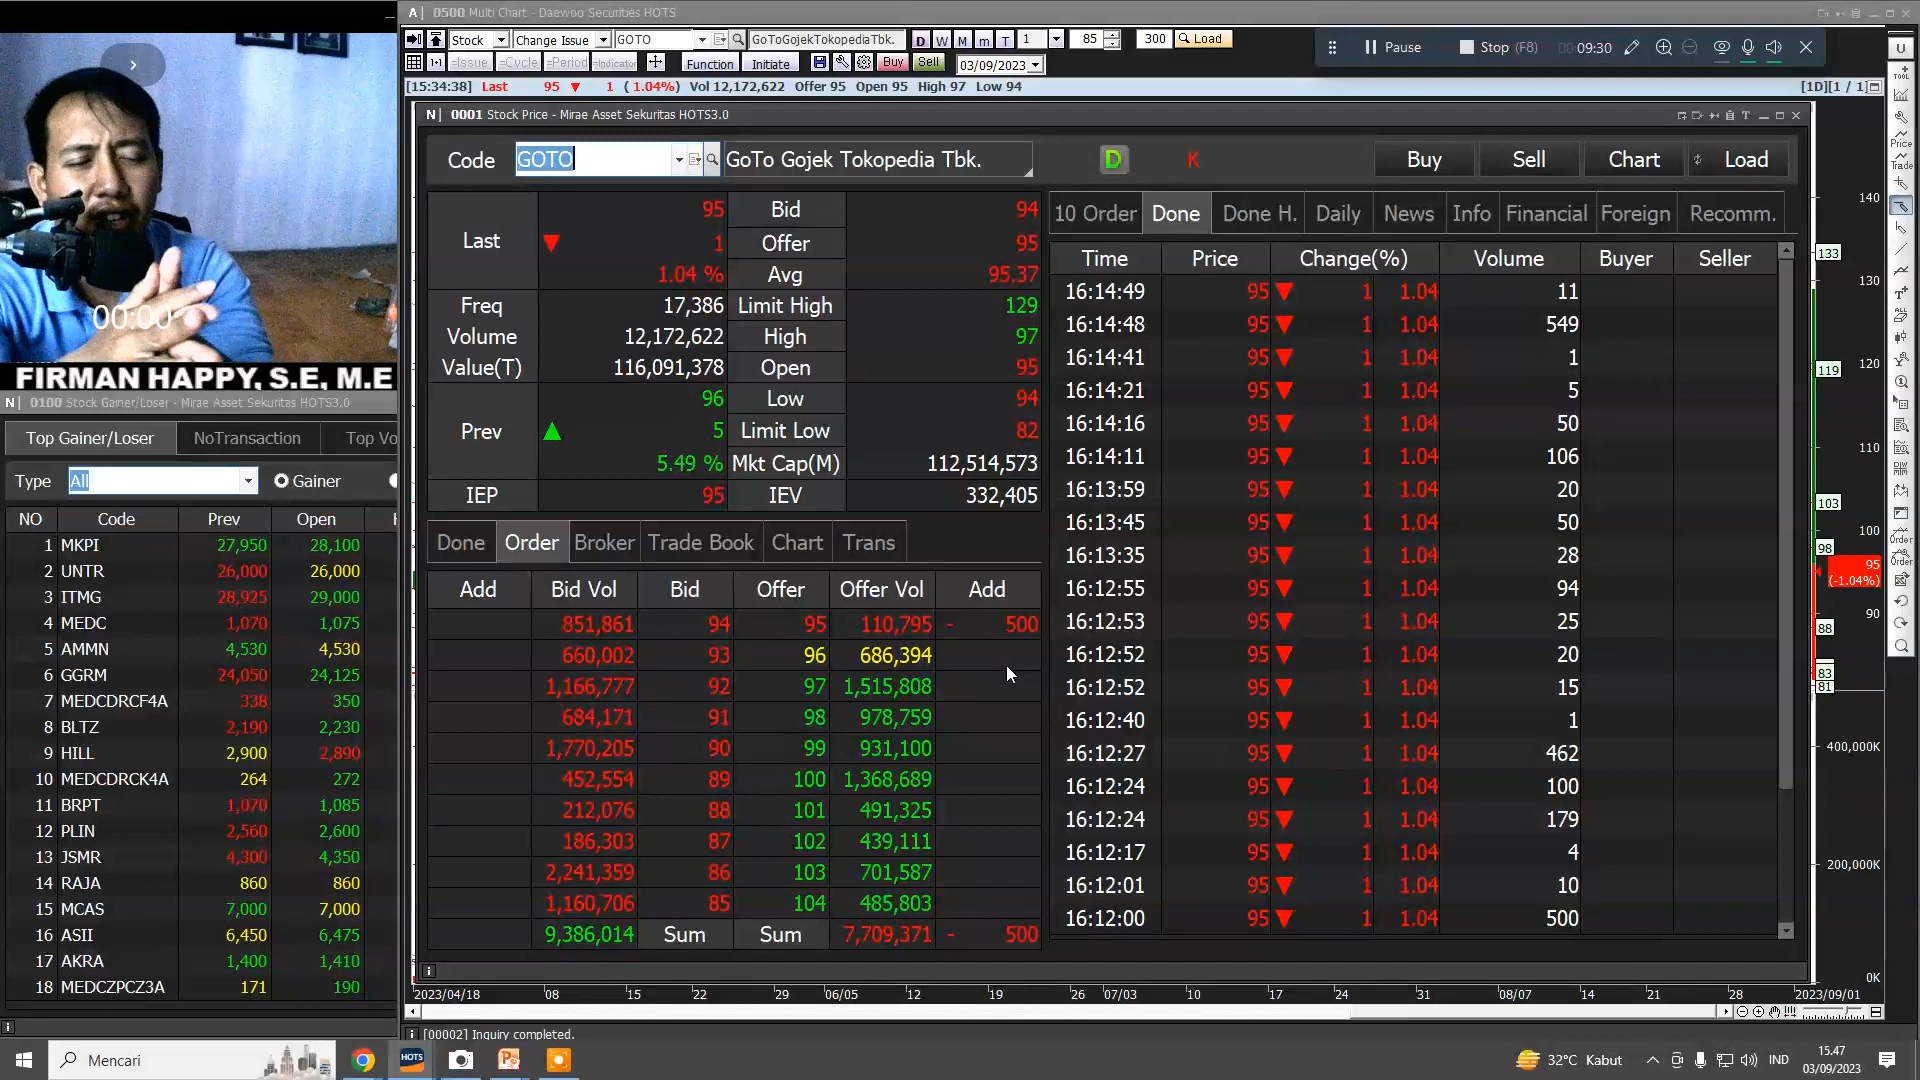 00:00
FIRMAN HAPPY, S.E, M.E
N 0100 Stock Gainer/Loser - Mirae Asset Sekuritas HOTS3.0
Top Gainer/Loser NoTransaction Top Vo
Type All Gainer
NO Code Prev Open H
1 MKPI 27,950 28,100
2 UNTR 26,000 26,000
3 ITMG 28,925 29,000
4 MEDC 1,070 1,075
5 AMMN 4,530 4,530
6 GGRM 24,050 24,125
7 MEDCDRCF4A 338 350
8 BLTZ 2,190 2,230
9 HILL 2,900 2,890
10 MEDCDRCK4A 264 272
11 BRPT 1,070 1,085
12 PLIN 2,560 2,600
13 JSMR 4,300 4,350
14 RAJA 860 860
15 MCAS 7,000 7,000
16 ASII 6,450 6,475
17 AKRA 1,400 1,410
18 MEDCZPCZ3A 171 190
A 0500 Multi Chart - Daewoo Securities HOTS
Stock Change Issue GOTO GoToGojekTokopediaTbk. D W M m T 1 85 300 Load
=Issue =Cycle =Period =Indicator Function Initiate Buy Sell 03/09/2023
Pause Stop (F8) 00:09:30
[15:34:38] Last 95 ▼ 1 ( 1.04%) Vol 12,172,622 Offer 95 Open 95 High 97 Low 94 [1D][1 / 1]
N 0001 Stock Price - Mirae Asset Sekuritas HOTS3.0
Code GOTO GoTo Gojek Tokopedia Tbk. D K Buy Sell Chart Load
Last 95 Bid 94
▼ 1 Offer 95
1.04 % Avg 95.37
Freq 17,386 Limit High 129
Volume 12,172,622 High 97
Value(T) 116,091,378 Open 95
Prev 96 Low 94
▲ 5 Limit Low 82
5.49 % Mkt Cap(M) 112,514,573
IEP 95 IEV 332,405
Done Order Broker Trade Book Chart Trans
Add Bid Vol Bid Offer Offer Vol Add
851,861 94 95 110,795 - 500
660,002 93 96 686,394
1,166,777 92 97 1,515,808
684,171 91 98 978,759
1,770,205 90 99 931,100
452,554 89 100 1,368,689
212,076 88 101 491,325
186,303 87 102 439,111
2,241,359 86 103 701,587
1,160,706 85 104 485,803
9,386,014 Sum Sum 7,709,371 - 500
10 Order Done Done H. Daily News Info Financial Foreign Recomm.
Time Price Change(%) Volume Buyer Seller
16:14:49 95 ▼ 1 1.04 11
16:14:48 95 ▼ 1 1.04 549
16:14:41 95 ▼ 1 1.04 1
16:14:21 95 ▼ 1 1.04 5
16:14:16 95 ▼ 1 1.04 50
16:14:11 95 ▼ 1 1.04 106
16:13:59 95 ▼ 1 1.04 20
16:13:45 95 ▼ 1 1.04 50
16:13:35 95 ▼ 1 1.04 28
16:12:55 95 ▼ 1 1.04 94
16:12:53 95 ▼ 1 1.04 25
16:12:52 95 ▼ 1 1.04 20
16:12:52 95 ▼ 1 1.04 15
16:12:40 95 ▼ 1 1.04 1
16:12:27 95 ▼ 1 1.04 462
16:12:24 95 ▼ 1 1.04 100
16:12:24 95 ▼ 1 1.04 179
16:12:17 95 ▼ 1 1.04 4
16:12:01 95 ▼ 1 1.04 10
16:12:00 95 ▼ 1 1.04 500
140
133
130
120
119
110
103
100
98
95
(-1.04%)
90
88
83
81
400,000K
200,000K
0K
U
TOOL
Price
Trade
Order
Order
2023/04/18 08 15 22 29 06/05 12 19 26 07/03 10 17 24 31 08/07 14 21 28 2023/09/01
[00002] Inquiry completed.
Mencari HOTS 32°C Kabut IND 15.47
03/09/2023